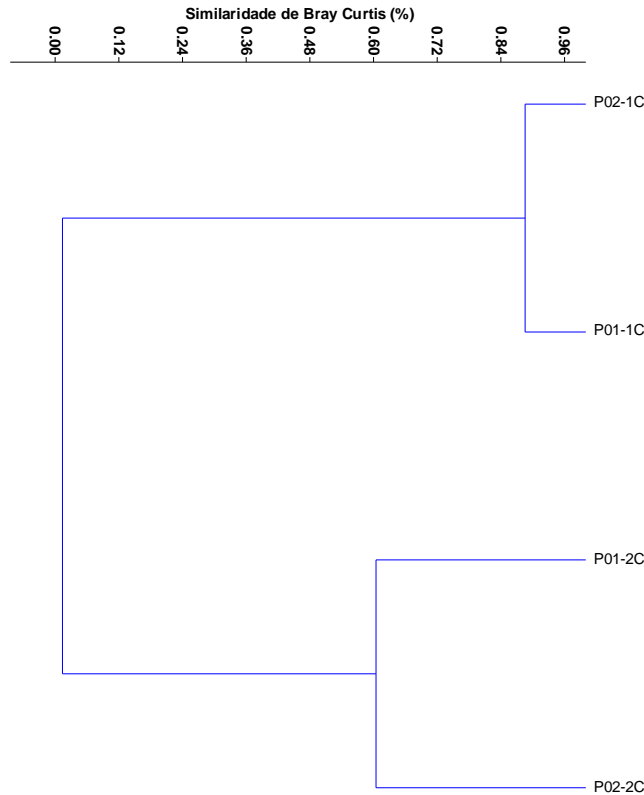 Similaridade de Bray Curtis (%)
0.00 0.12 0.24 0.36 0.48 0.60 0.72 0.84 0.96
P02-1C
P01-1C
P01-2C
P02-2C